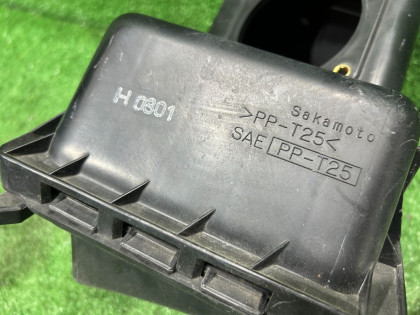 H 0801
Sakamoto
>PP-T25<
SAE PP-T25